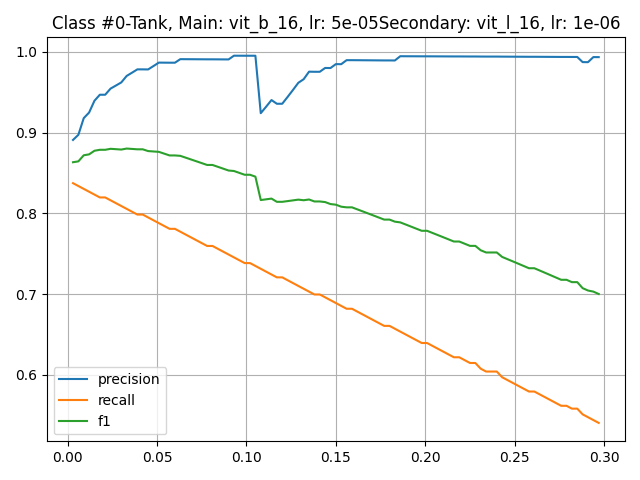 Class #0-Tank, Main: vit_b_16, lr: 5e-05Secondary: vit_l_16, lr: 1e-06
1.0
0.9
0.8
0.7
0.6
precision
recall
f1
0.00 0.05 0.10 0.15 0.20 0.25 0.30